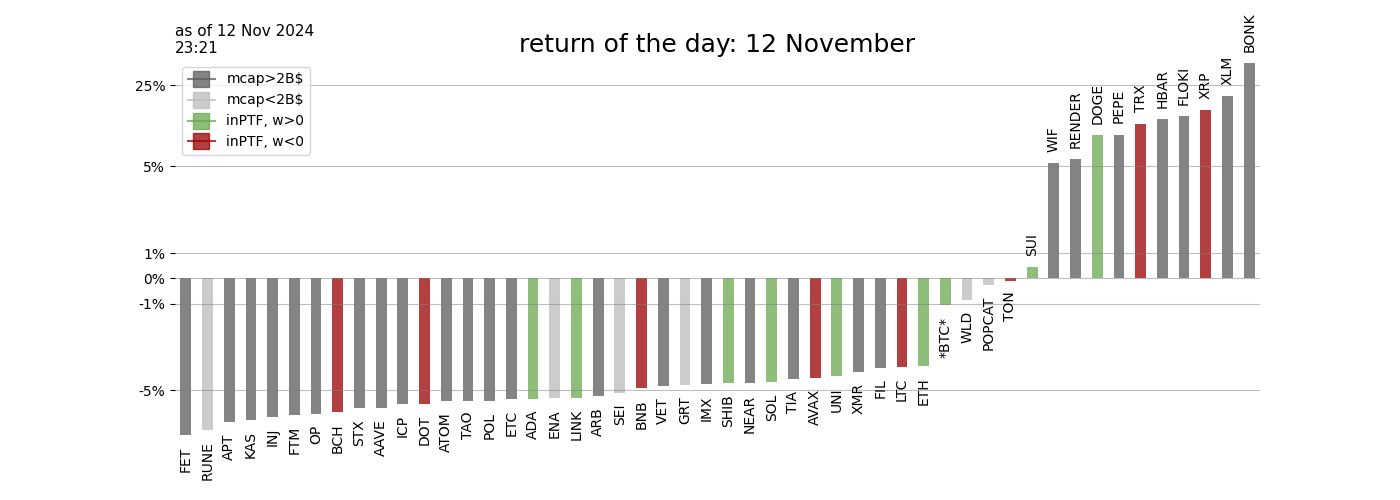 as of 12 Nov 2024
23:21
return of the day: 12 November
mcap>2B$
mcap<2B$
inPTF, w>0
inPTF, w<0
25%
5%
1%
0%
-1%
-5%
FET
RUNE
APT
KAS
INJ
FTM
OP
BCH
STX
AAVE
ICP
DOT
ATOM
TAO
POL
ETC
ADA
ENA
LINK
ARB
SEI
BNB
VET
GRT
IMX
SHIB
NEAR
SOL
TIA
AVAX
UNI
XMR
FIL
LTC
ETH
*BTC*
WLD
POPCAT
TON
SUI
WIF
RENDER
DOGE
PEPE
TRX
HBAR
FLOKI
XRP
XLM
BONK